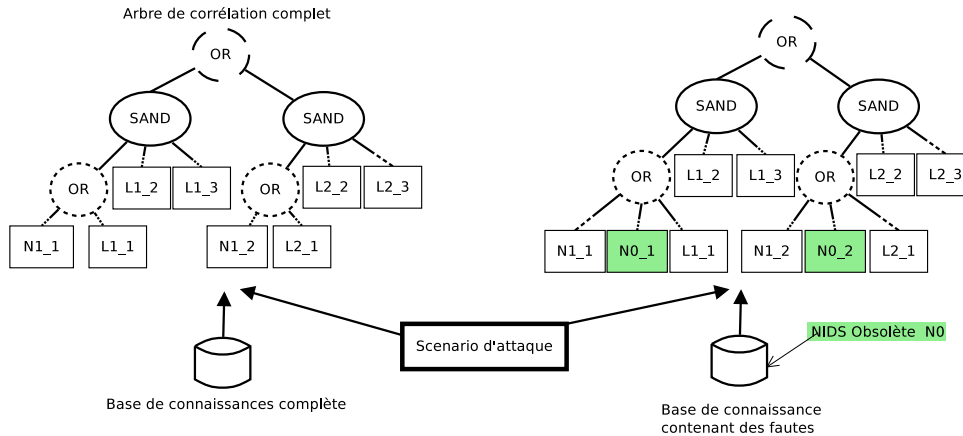 Arbre de corrélation complet
OR
SAND
SAND
OR
L1_2
L1_3
OR
L2_2
L2_3
N1_1
L1_1
N1_2
L2_1
Base de connaissances complète
Scenario d'attaque
OR
SAND
SAND
OR
L1_2
L1_3
OR
L2_2
L2_3
N1_1
N0_1
L1_1
N1_2
N0_2
L2_1
NIDS Obsolète N0
Base de connaissance
contenant des fautes